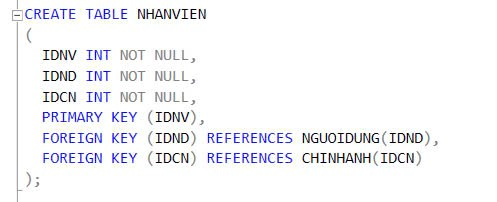 CREATE TABLE NHANVIEN
(
IDNV INT NOT NULL,
IDND INT NOT NULL,
IDCN INT NOT NULL,
PRIMARY KEY (IDNV),
FOREIGN KEY (IDND) REFERENCES NGUOIDUNG(IDND),
FOREIGN KEY (IDCN) REFERENCES CHINHANH(IDCN)
);